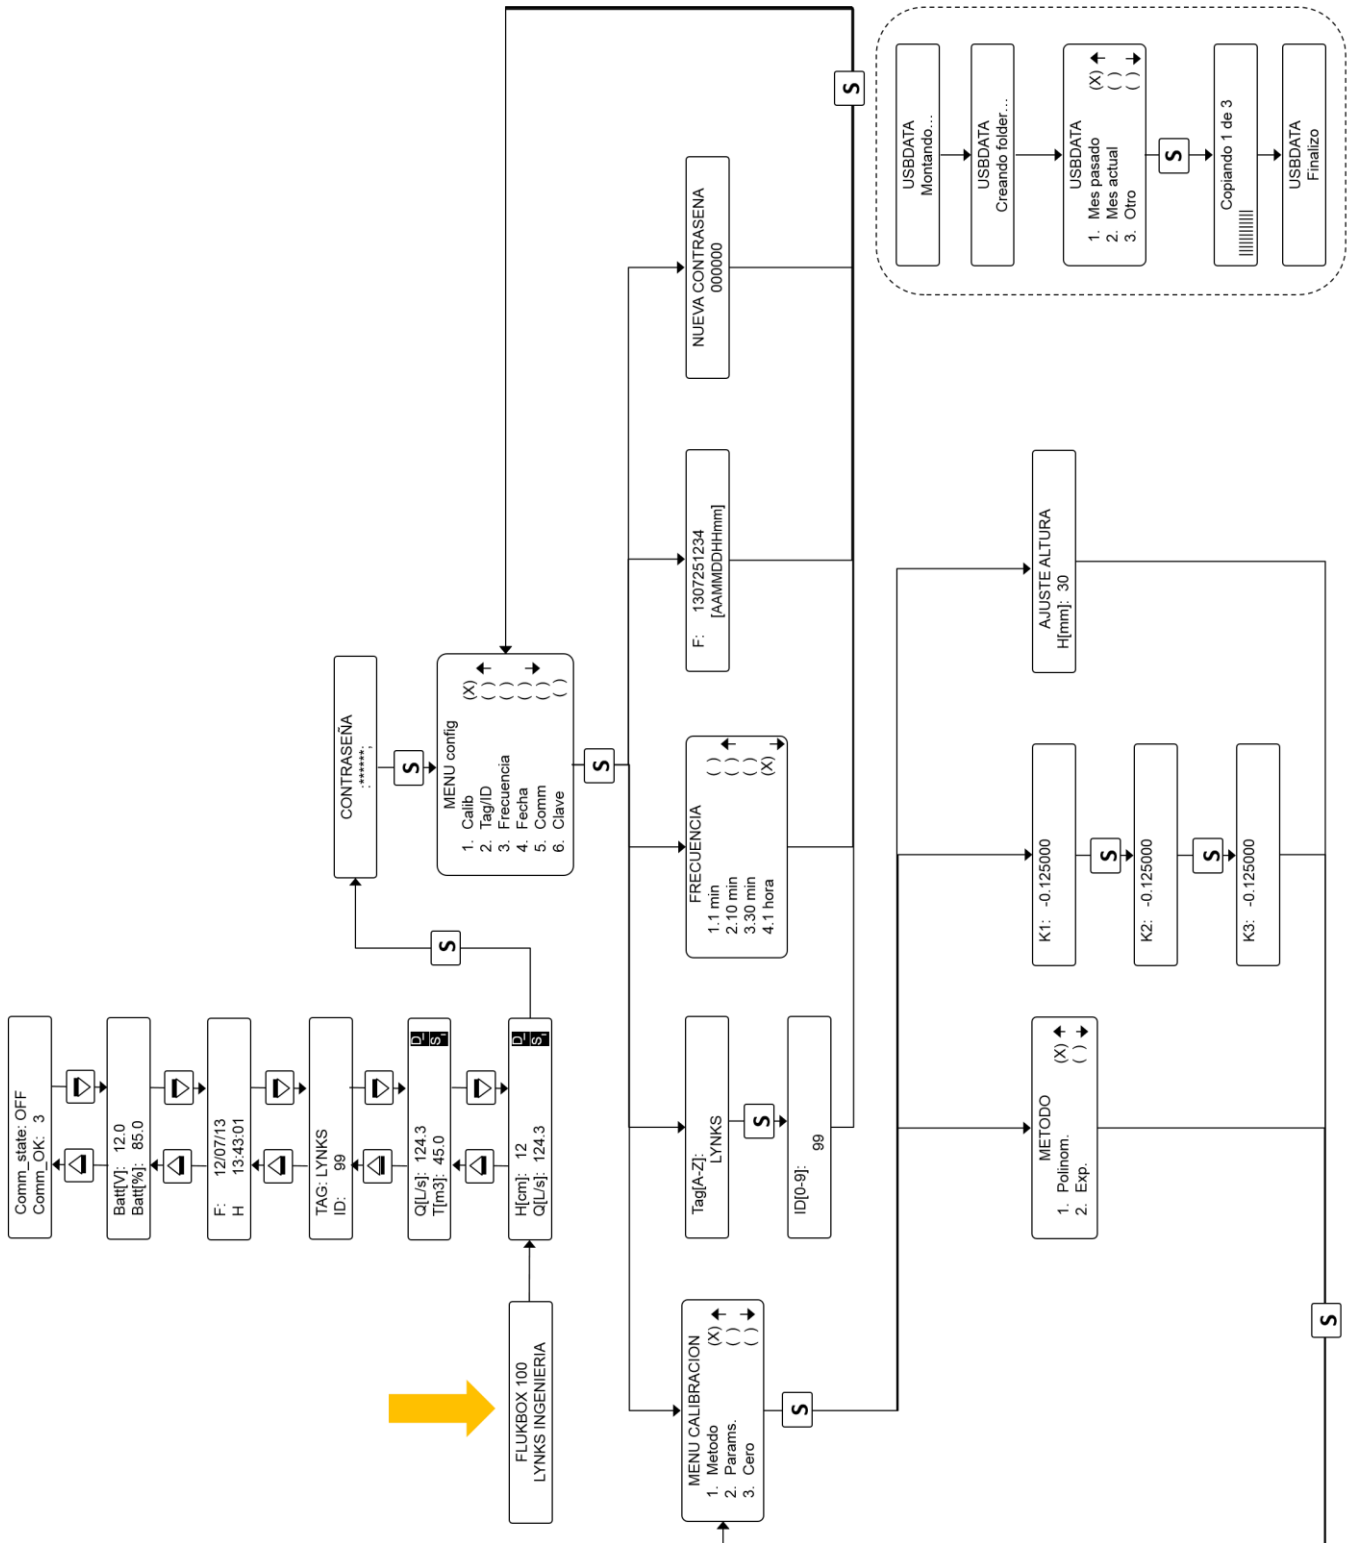 FLUKBOX 100
LYNKS INGENIERIA
Comm_state: OFF
Comm_OK: 3
Batt[V]: 12.0
Batt[%]: 85.0
F: 12/07/13
H 13:43:01
TAG: LYNKS
ID: 99
Q[L/s]: 124.3
T[m3]: 45.0
H[cm]: 12
Q[L/s]: 124.3
S
CONTRASEÑA
S
MENU config
1. Calib (X)
2. Tag/ID ( )
3. Frecuencia ( )
4. Fecha ( )
5. Comm ( )
6. Clave ( )
S
MENU CALIBRACION
1. Metodo (X)
2. Params. ( )
3. Cero ( )
S
Tag[A-Z]:
LYNKS
S
ID[0-9]:
99
FRECUENCIA
1.1 min ( )
2.10 min ( )
3.30 min ( )
4.1 hora (X)
F: 1307251234
[AAMMDDHHmm]
NUEVA CONTRASENA
000000
S
METODO
1. Polinom. (X)
2. Exp. ( )
K1: -0.125000
S
K2: -0.125000
S
K3: -0.125000
AJUSTE ALTURA
H[mm]: 30
S
USBDATA
Montando...
USBDATA
Creando folder...
USBDATA
1. Mes pasado (X)
2. Mes actual ( )
3. Otro ( )
S
Copiando 1 de 3
USBDATA
Finalizo